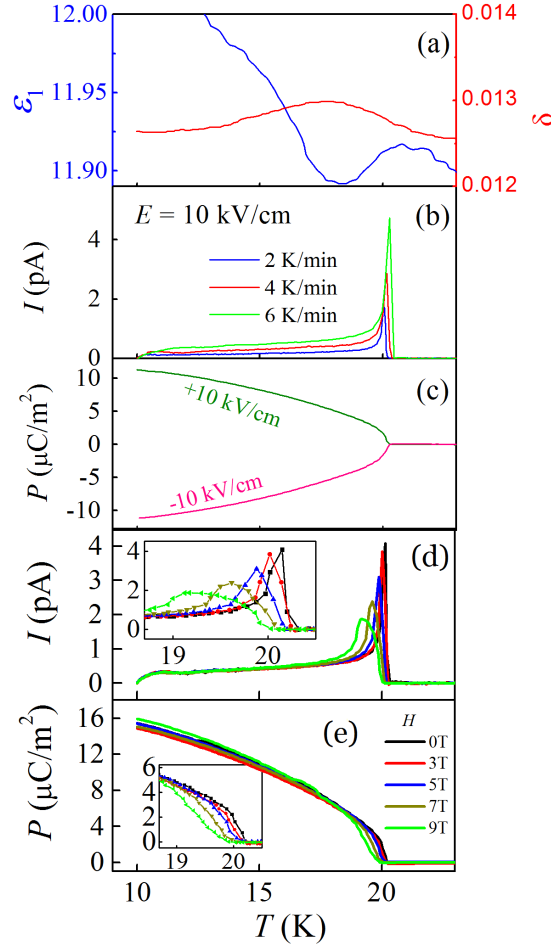 12.00
11.95
11.90
ε1
0.014
0.013
0.012
δ
(a)
E = 10 kV/cm
(b)
2 K/min
4 K/min
6 K/min
4
2
0
I (pA)
10
5
0
-5
-10
P (μC/m²)
(c)
+10 kV/cm
-10 kV/cm
4
3
2
1
0
I (pA)
(d)
4
2
0
19
20
16
12
8
4
0
P (μC/m²)
(e)
H
0T
3T
5T
7T
9T
6
4
2
0
19
20
10
15
20
T (K)